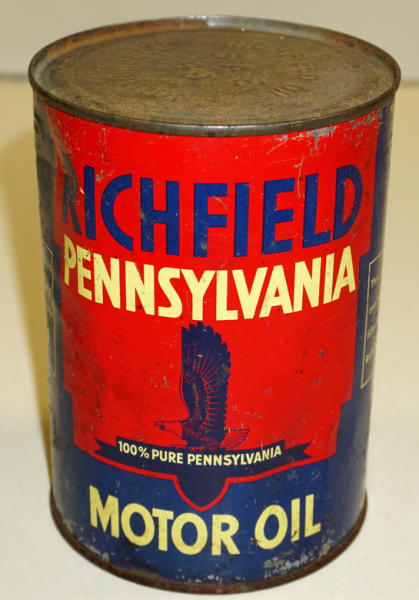 RICHFIELD
PENNSYLVANIA
100% PURE PENNSYLVANIA
MOTOR OIL